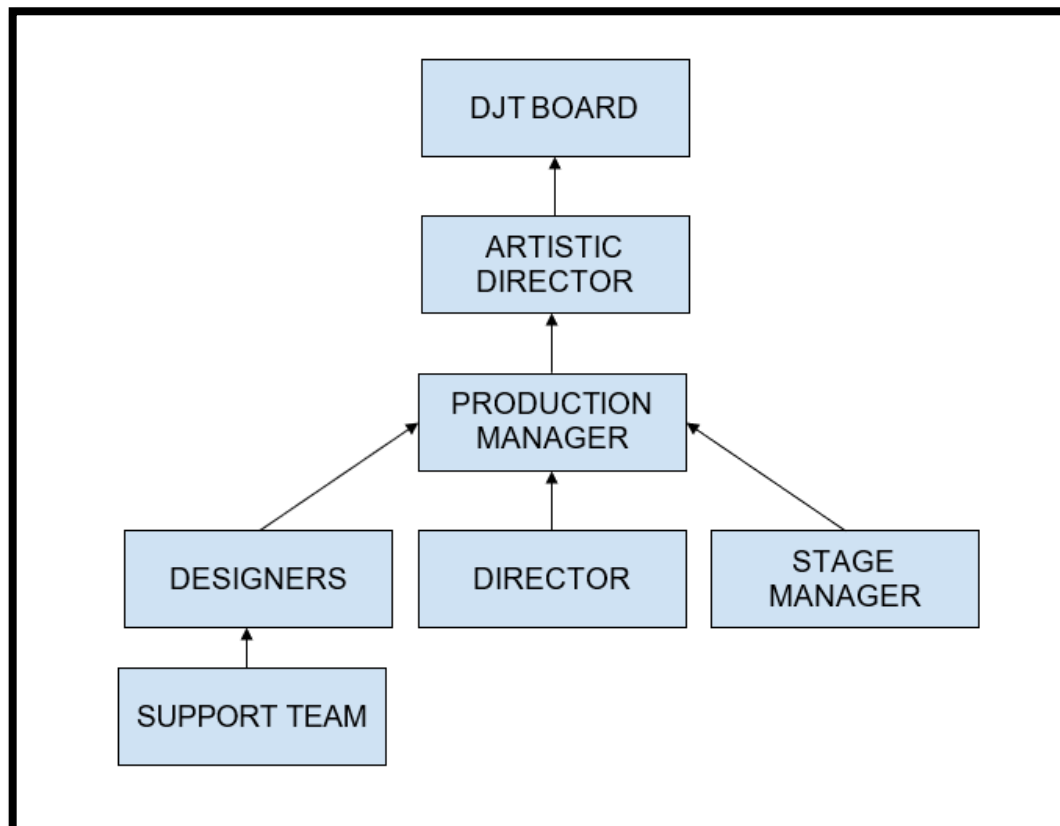 DJT BOARD
ARTISTIC
DIRECTOR
PRODUCTION
MANAGER
DESIGNERS
DIRECTOR
STAGE
MANAGER
SUPPORT TEAM